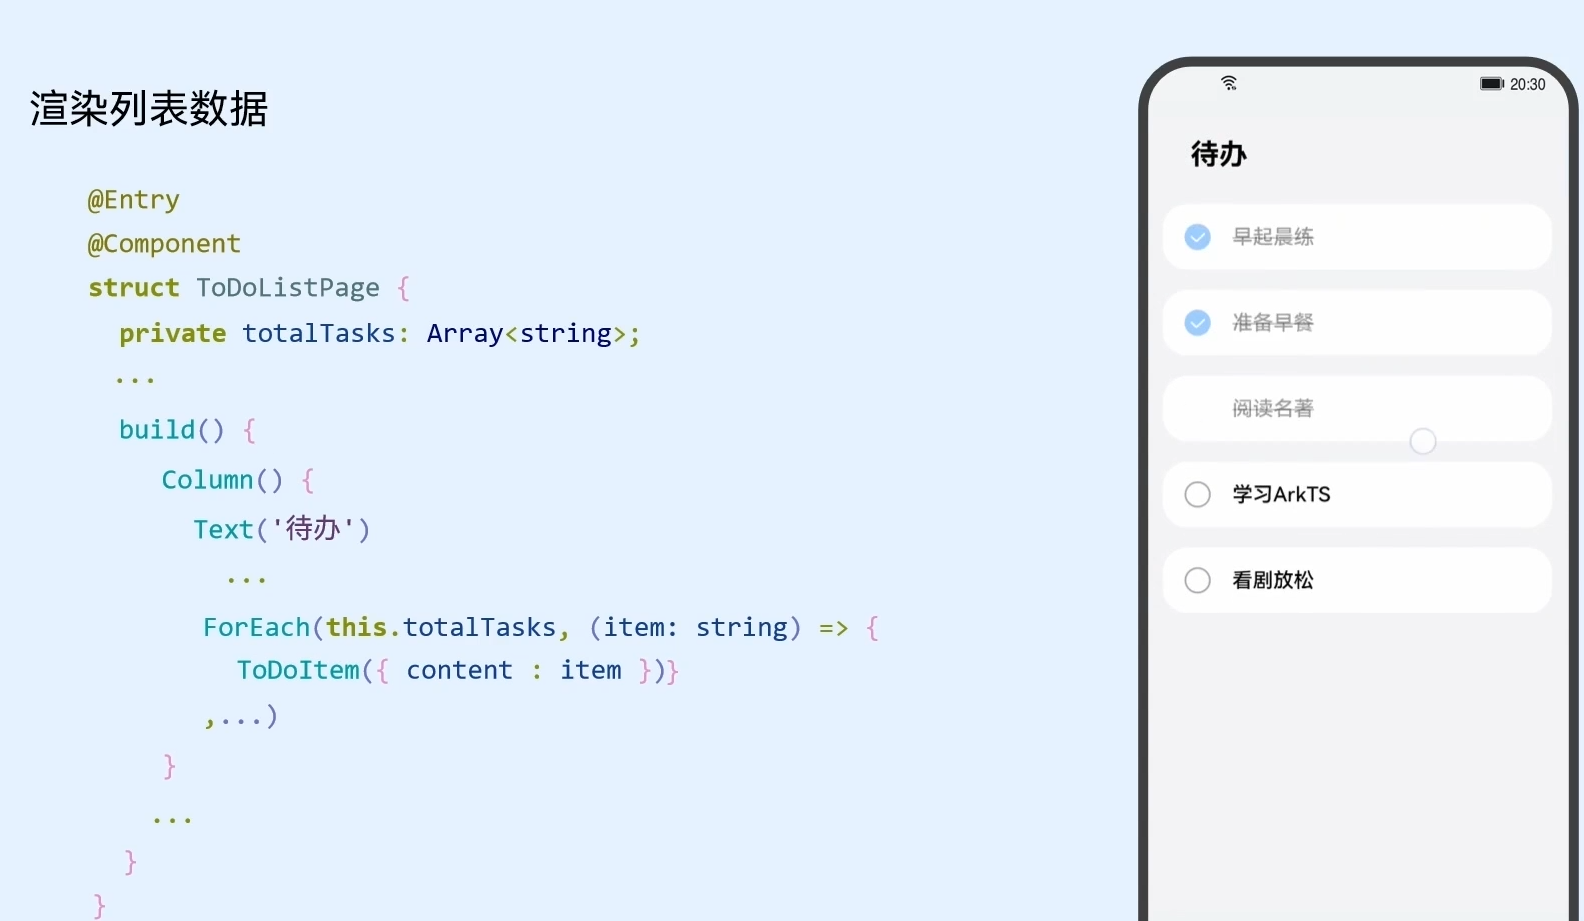 渲染列表数据
@Entry
@Component
struct ToDoListPage {
private totalTasks: Array<string>;
...
build() {
Column() {
Text('待办')
...
ForEach(this.totalTasks, (item: string) => {
ToDoItem({ content : item })}
,...)
}
...
}
}
20:30
待办
早起晨练
准备早餐
阅读名著
学习ArkTS
看剧放松